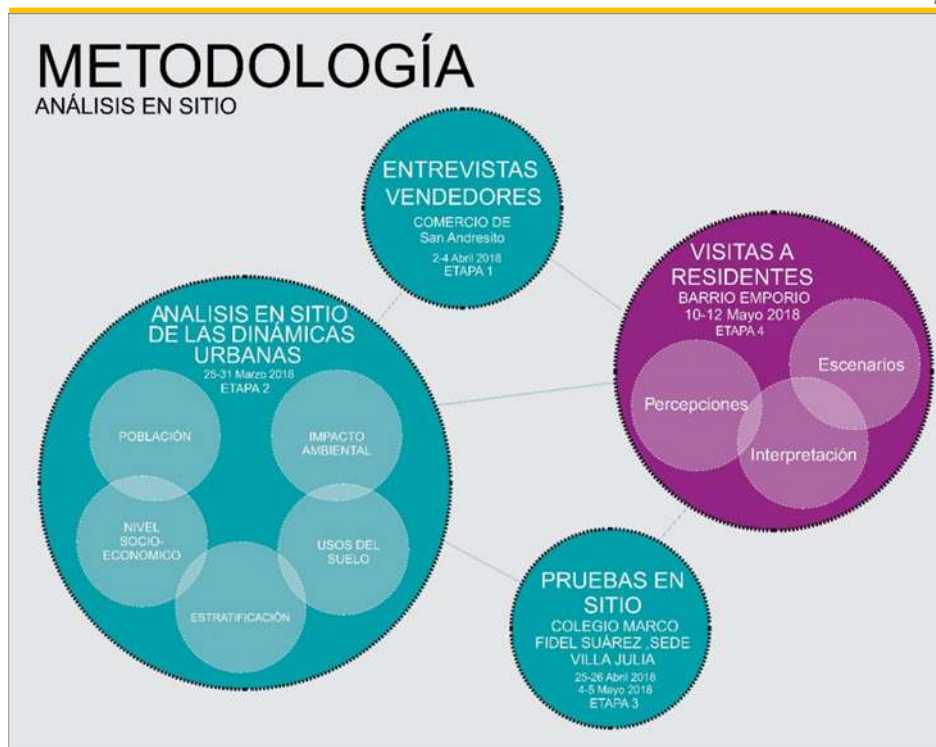 METODOLOGÍA
ANÁLISIS EN SITIO
ENTREVISTAS
VENDEDORES
COMERCIO DE
San Andresito
2-4 Abril 2018
ETAPA 1
VISITAS A
RESIDENTES
BARRIO EMPORIO
10-12 Mayo 2018
ETAPA 4
Escenarios
Percepciones
Interpretación
ANALISIS EN SITIO
DE LAS DINÁMICAS
URBANAS
25-31 Marzo 2018
ETAPA 2
POBLACIÓN
IMPACTO
AMBIENTAL
NIVEL
SOCIO-
ECONOMICO
USOS DEL
SUELO
ESTRATIFICACIÓN
PRUEBAS EN
SITIO
COLEGIO MARCO
FIDEL SUÁREZ ,SEDE
VILLA JULIA
25-26 Abril 2018
4-5 Mayo 2018
ETAPA 3